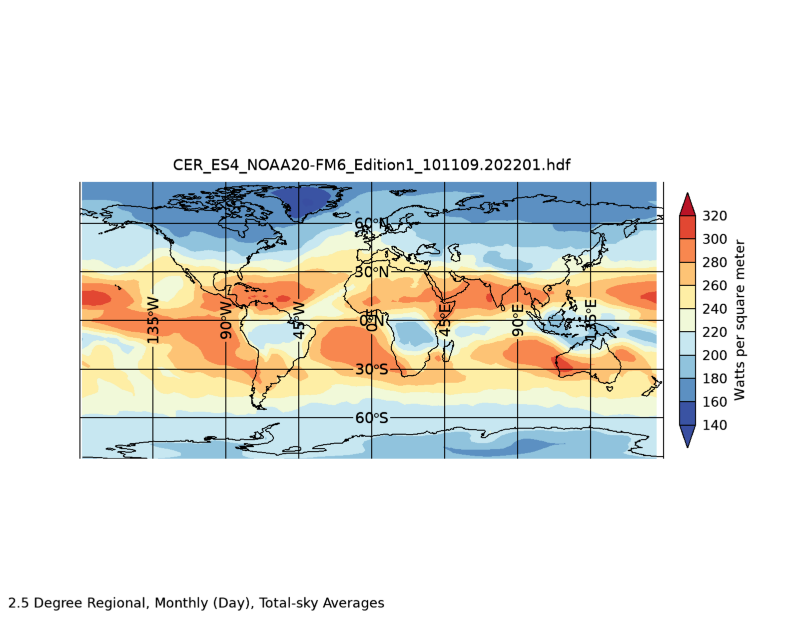 CER_ES4_NOAA20-FM6_Edition1_101109.202201.hdf
60°N
30°N
0°N
30°S
60°S
135°W
90°W
45°W
0°E
45°E
90°E
135°E
320
300
280
260
240
220
200
180
160
140
Watts per square meter
2.5 Degree Regional, Monthly (Day), Total-sky Averages